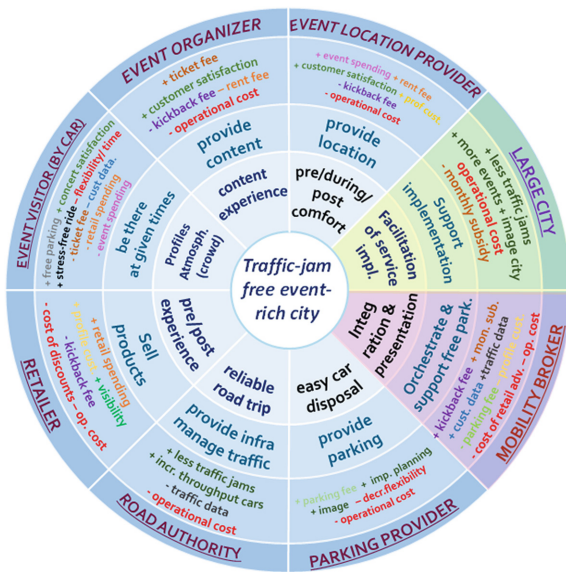 Traffic-jam
free event-
rich city
EVENT ORGANIZER
+ ticket fee
+ customer satisfaction
- kickback fee – rent fee
- operational cost
provide
content
content
experience
EVENT LOCATION PROVIDER
+ event spending + rent fee
+ customer satisfaction + prof cust.
- kickback fee
- operational cost
provide
location
pre/during/
post
comfort
LARGE CITY
+ less traffic jams
+ more events + image city
operational cost
- monthly subsidy
Support
implementation
Facilitation
of service
impl.
MOBILITY BROKER
+ kickback fee + mon. sub.
+ cust. data +traffic data
- parking fee – profile cust.
- cost of retail adv. – op. cost
Orchestrate &
support free park.
Integ
ration &
presentation
PARKING PROVIDER
+ parking fee + imp. planning
+ image – decr.flexibility
- operational cost
provide
parking
easy car
disposal
ROAD AUTHORITY
+ less traffic jams
+ incr. throughput cars
- traffic data
- operational cost
provide infra
manage traffic
reliable
road trip
RETAILER
+ retail spending
+ profile cust. + visibility
- kickback fee
- cost of discounts – op. cost
Sell
products
pre/post
experience
EVENT VISITOR (BY CAR)
+ free parking + concert satisfaction
+ stress-free ride – flexibility/ time
- ticket fee – cust data.
- retail spending
- event spending
be there
at given times
Profiles
Atmosph.
(crowd)